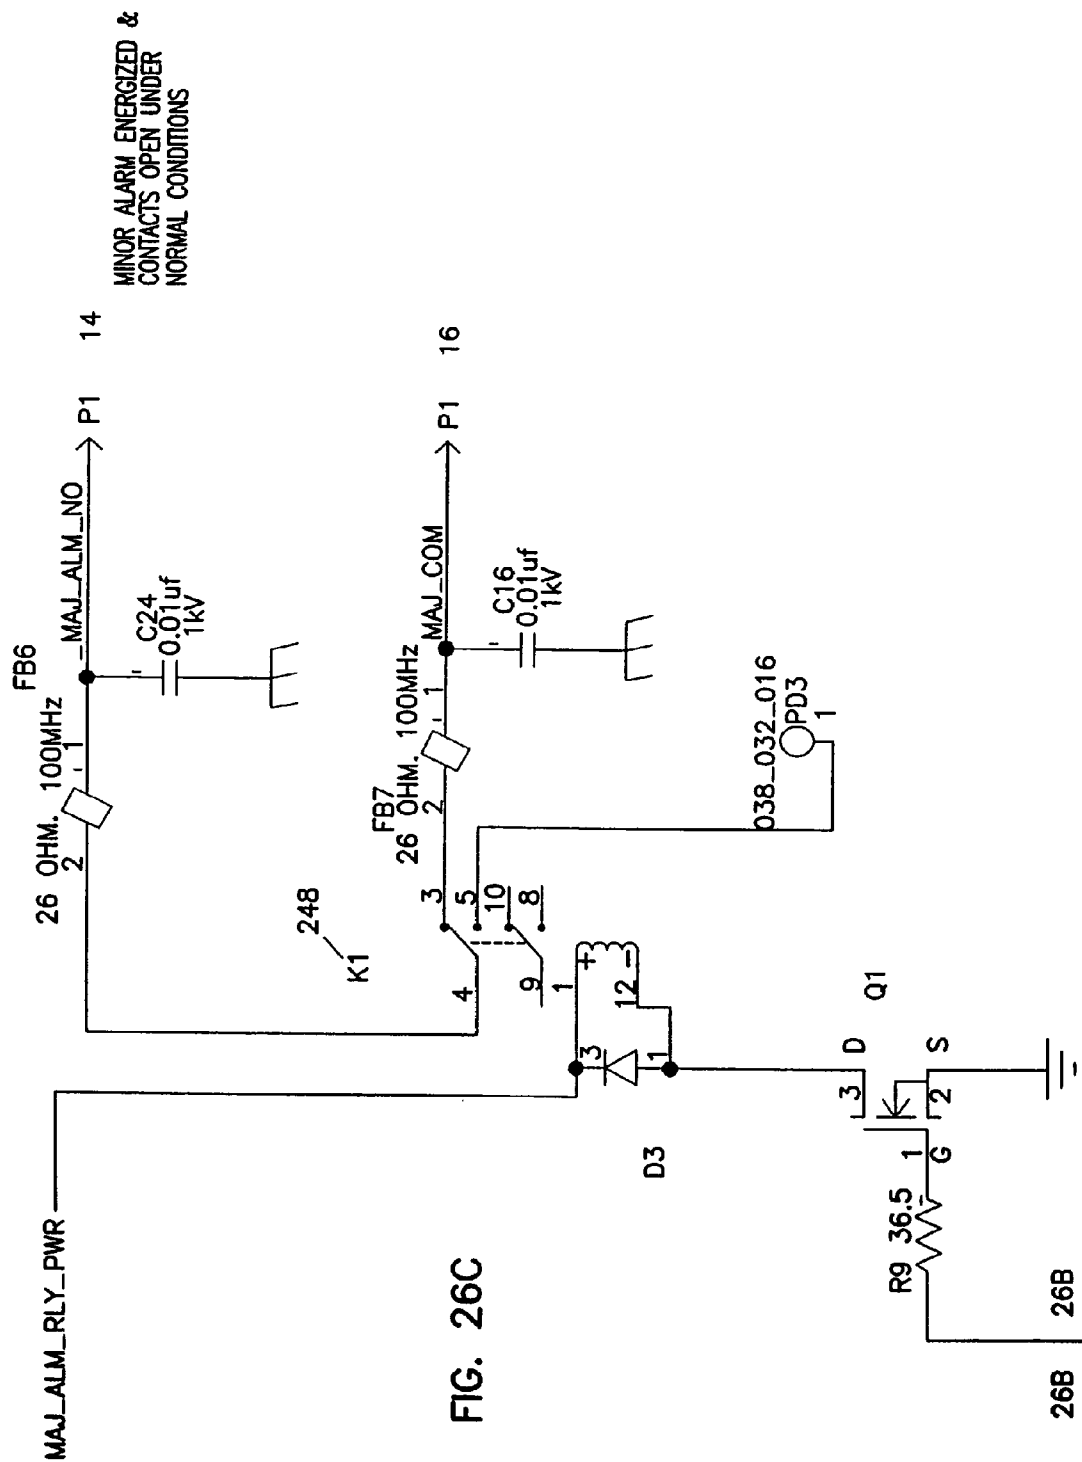 MINOR ALARM ENERGIZED &
CONTACTS OPEN UNDER
NORMAL CONDITIONS
MAJ_ALM_RLY_PWR
26 OHM. 100MHz
FB6
2
1
_MAJ_ALM_NO
P1
14
C24
0.01uf
1kV
248
K1
FB7
26 OHM. 100MHz
2
1
MAJ_COM
P1
16
C16
0.01uf
1kV
4
3
5
10
9
8
1
+
12
-
3
1
D3
038_032_016
PD3
1
Q1
D
3
S
2
1
G
R9 36.5
26B
26B
FIG. 26C